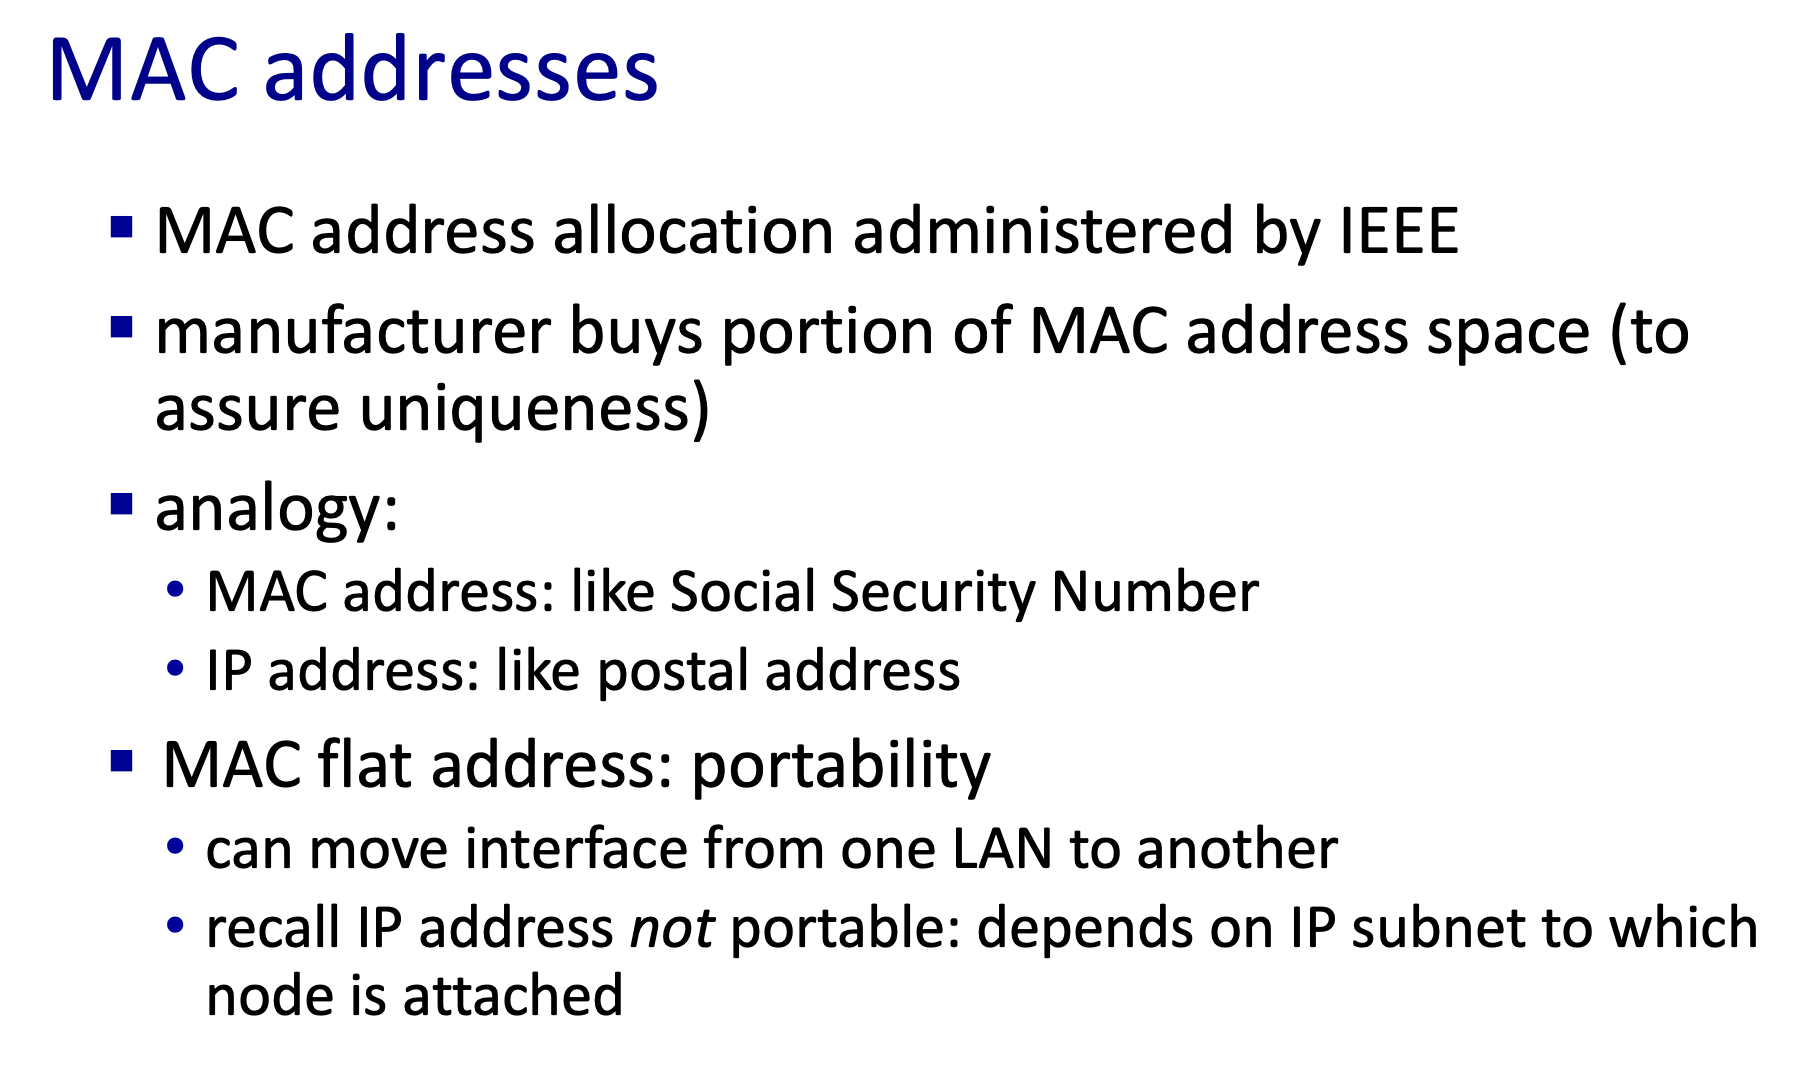 MAC addresses
▪ MAC address allocation administered by IEEE
▪ manufacturer buys portion of MAC address space (to
assure uniqueness)
▪ analogy:
• MAC address: like Social Security Number
• IP address: like postal address
▪ MAC flat address: portability
• can move interface from one LAN to another
• recall IP address not portable: depends on IP subnet to which
node is attached